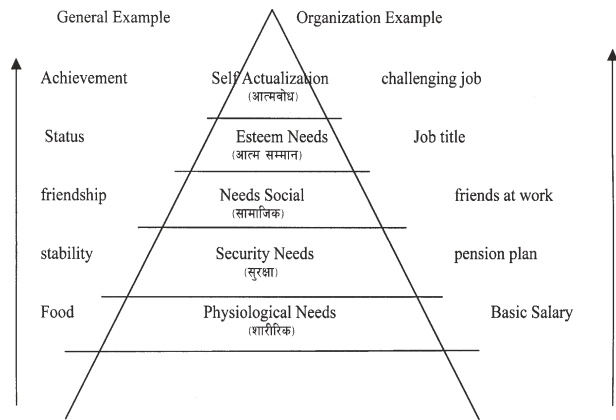 General Example Organization Example
Achievement Self Actualization challenging job
(आत्मबोध)
Status Esteem Needs Job title
(आत्म सम्मान)
friendship Needs Social friends at work
(सामाजिक)
stability Security Needs pension plan
(सुरक्षा)
Food Physiological Needs Basic Salary
(शारीरिक)